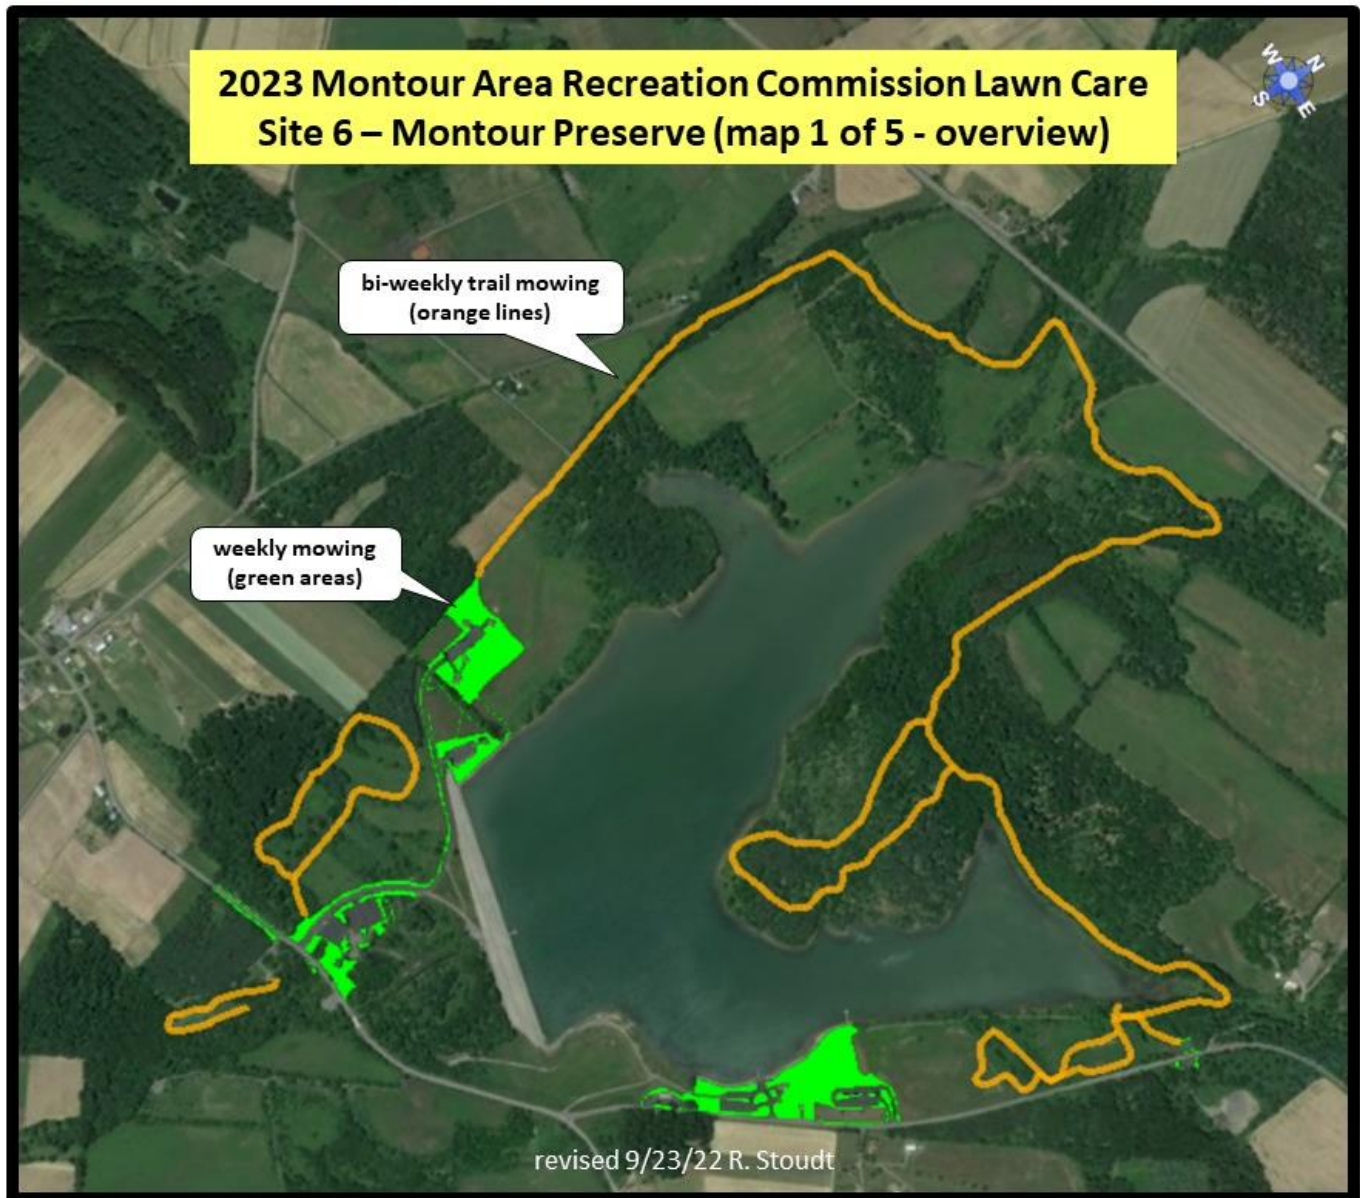 2023 Montour Area Recreation Commission Lawn Care
Site 6 – Montour Preserve (map 1 of 5 - overview)
W
N
S
E
bi-weekly trail mowing
(orange lines)
weekly mowing
(green areas)
revised 9/23/22 R. Stoudt